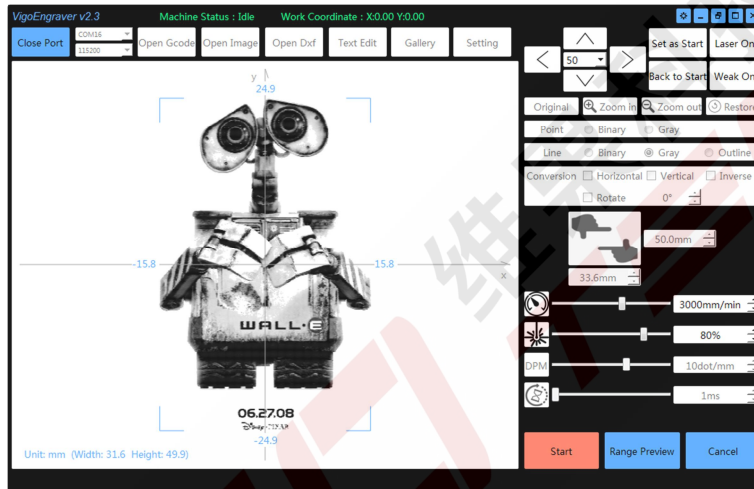 VigoEngraver v2.3 Machine Status : Idle Work Coordinate : X:0.00 Y:0.00
Close Port COM16 115200 Open Gcode Open Image Open Dxf Text Edit Gallery Setting
50 Set as Start Laser On
Back to Start Weak On
Original Zoom in Zoom out Restore
Point Binary Gray
Line Binary Gray Outline
Conversion Horizontal Vertical Inverse
Rotate 0°
50.0mm
33.6mm
3000mm/min
80%
DPM 10dot/mm
1ms
Start Range Preview Cancel
y
24.9
-15.8 15.8
x
WALL·E
06.27.08
Disney·PIXAR
-24.9
Unit: mm (Width: 31.6 Height: 49.9)